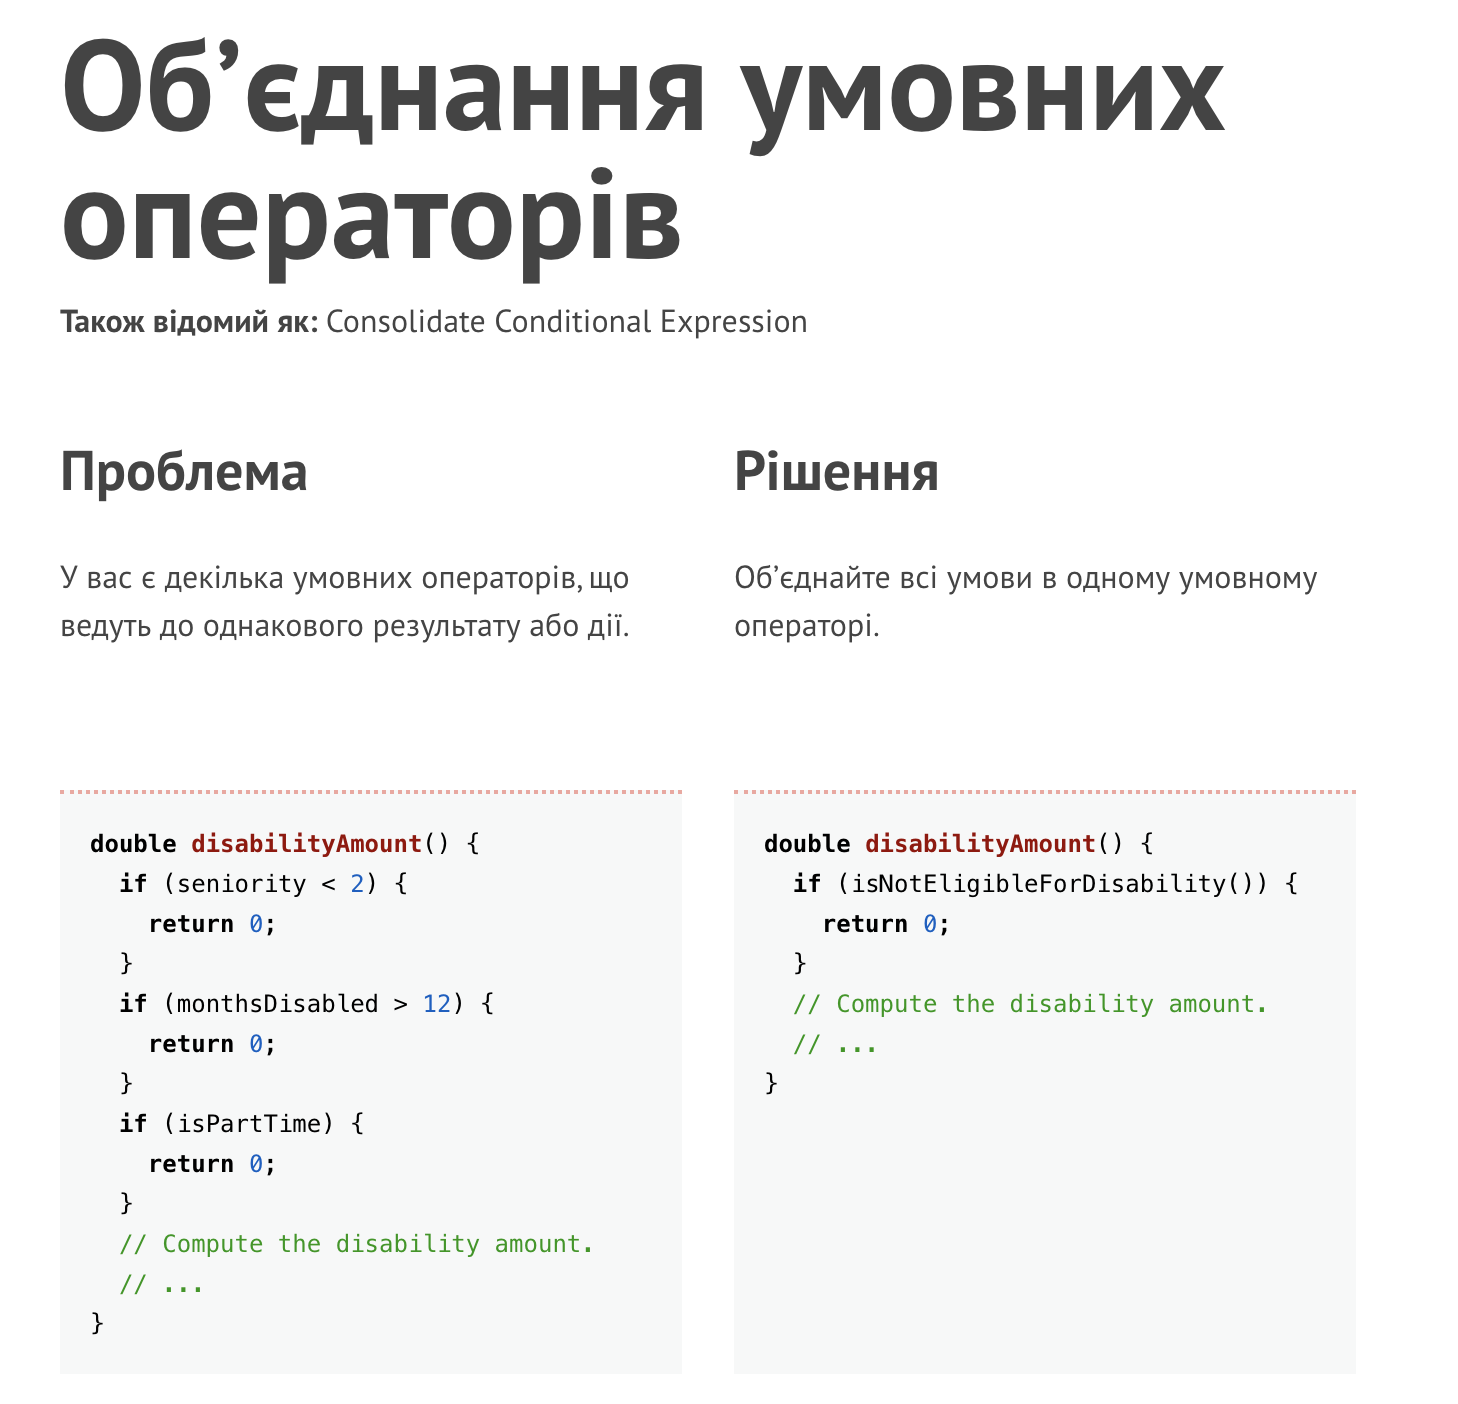 Об’єднання умовних
операторів
Також відомий як: Consolidate Conditional Expression
Проблема
У вас є декілька умовних операторів, що
ведуть до однакового результату або дії.
double disabilityAmount() {
  if (seniority < 2) {
    return 0;
  }
  if (monthsDisabled > 12) {
    return 0;
  }
  if (isPartTime) {
    return 0;
  }
  // Compute the disability amount.
  // ...
}
Рішення
Об’єднайте всі умови в одному умовному
операторі.
double disabilityAmount() {
  if (isNotEligibleForDisability()) {
    return 0;
  }
  // Compute the disability amount.
  // ...
}